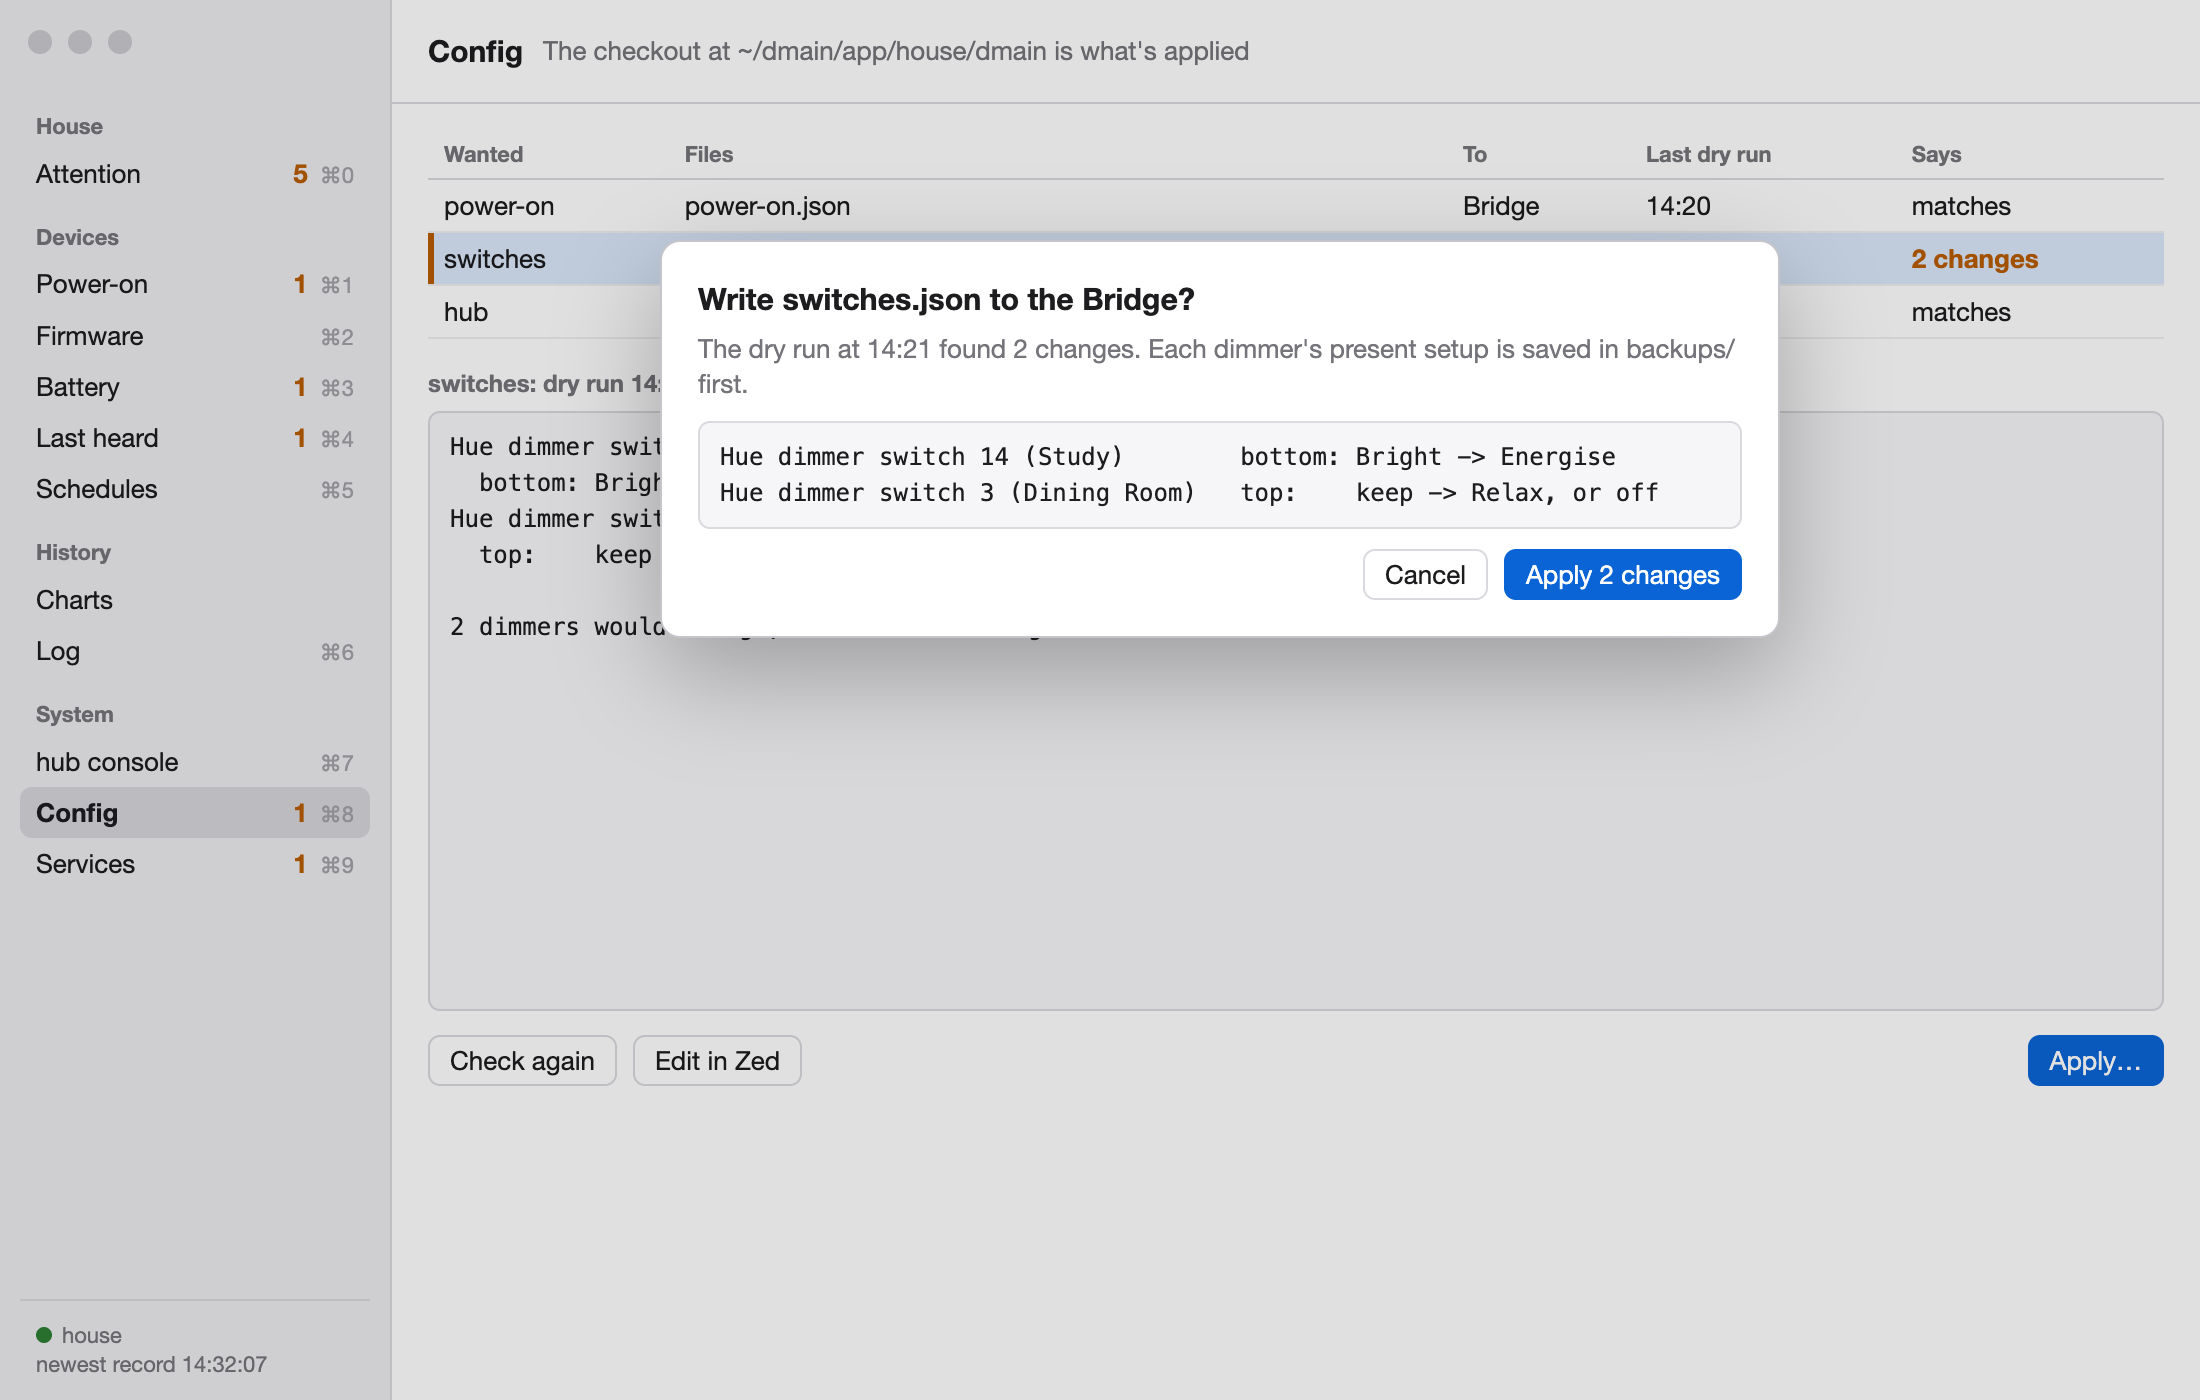 House
Attention 5 ⌘0
Devices
Power-on 1 ⌘1
Firmware ⌘2
Battery 1 ⌘3
Last heard 1 ⌘4
Schedules ⌘5
History
Charts
Log ⌘6
System
hub console ⌘7
Config 1 ⌘8
Services 1 ⌘9
house
newest record 14:32:07
Config The checkout at ~/dmain/app/house/dmain is what's applied
Wanted Files To Last dry run Says
power-on power-on.json Bridge 14:20 matches
switches 2 changes
hub matches
switches: dry run
Hue dimmer
bottom:
Hue dimmer
top: keep
2 dimmers would
Write switches.json to the Bridge?
The dry run at 14:21 found 2 changes. Each dimmer's present setup is saved in backups/
first.
Hue dimmer switch 14 (Study) bottom: Bright -> Energise
Hue dimmer switch 3 (Dining Room) top: keep -> Relax, or off
Cancel Apply 2 changes
Check again Edit in Zed Apply…